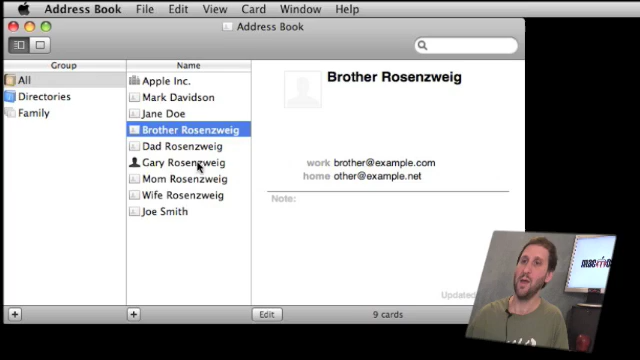 Address Book File Edit View Card Window Help
Address Book
Group Name
All
Directories
Family
Apple Inc.
Mark Davidson
Jane Doe
Brother Rosenzweig
Dad Rosenzweig
Gary Rosenzweig
Mom Rosenzweig
Wife Rosenzweig
Joe Smith
Brother Rosenzweig
work brother@example.com
home other@example.net
Note:
Updated
Edit
9 cards